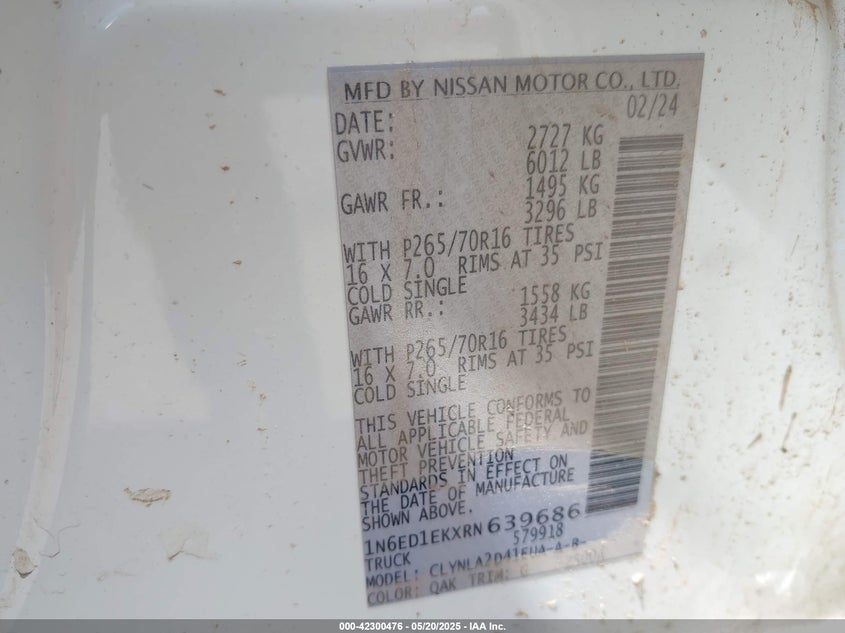 MFD BY NISSAN MOTOR CO., LTD.
DATE: 02/24
GVWR: 2727 KG
6012 LB
GAWR FR.: 1495 KG
3296 LB
WITH P265/70R16 TIRES
16 X 7.0 RIMS AT 35 PSI
COLD SINGLE
GAWR RR.: 1558 KG
3434 LB
WITH P265/70R16 TIRES
16 X 7.0 RIMS AT 35 PSI
COLD SINGLE
THIS VEHICLE CONFORMS TO
ALL APPLICABLE FEDERAL
MOTOR VEHICLE SAFETY AND
THEFT PREVENTION
STANDARDS IN EFFECT ON
THE DATE OF MANUFACTURE
SHOWN ABOVE.
1N6ED1EKXRN639686
579918
TRUCK
MODEL:
COLOR: QAK TRIM: G
000-42300476 - 05/20/2025 - IAA Inc.